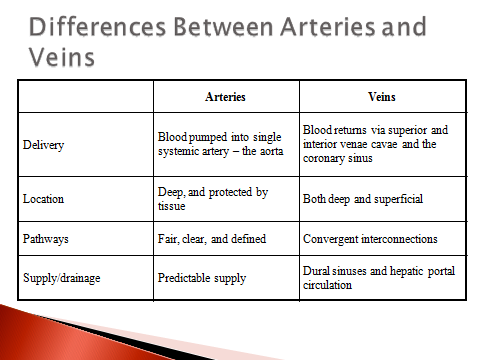 Differences Between Arteries and
Veins
Arteries
Veins
Delivery
Blood pumped into single
systemic artery – the aorta
Blood returns via superior and
interior venae cavae and the
coronary sinus
Location
Deep, and protected by
tissue
Both deep and superficial
Pathways
Fair, clear, and defined
Convergent interconnections
Supply/drainage
Predictable supply
Dural sinuses and hepatic portal
circulation